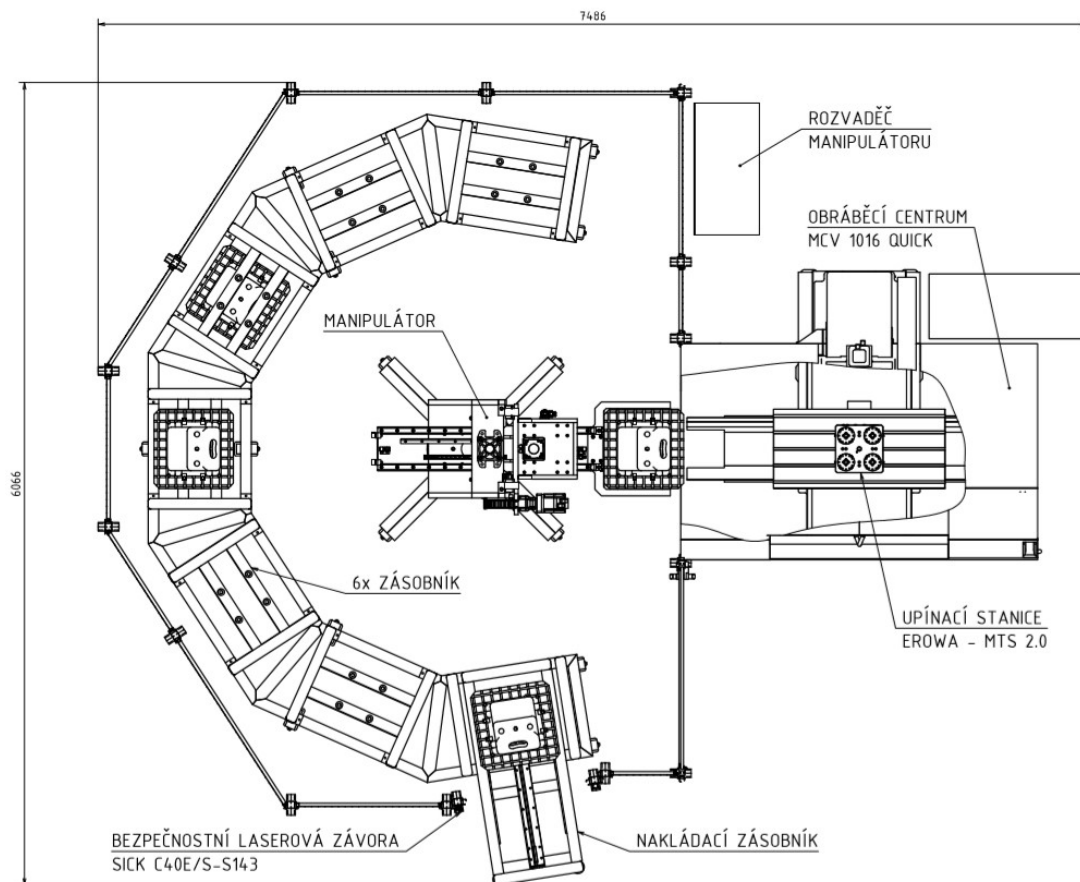 7486
ROZVADĚČ
MANIPULÁTORU
OBRÁBĚCÍ CENTRUM
MCV 1016 QUICK
MANIPULÁTOR
6066
6x ZÁSOBNÍK
UPÍNACÍ STANICE
EROWA - MTS 2.0
BEZPEČNOSTNÍ LASEROVÁ ZÁVORA
SICK C40E/S-S143
NAKLÁDACÍ ZÁSOBNÍK